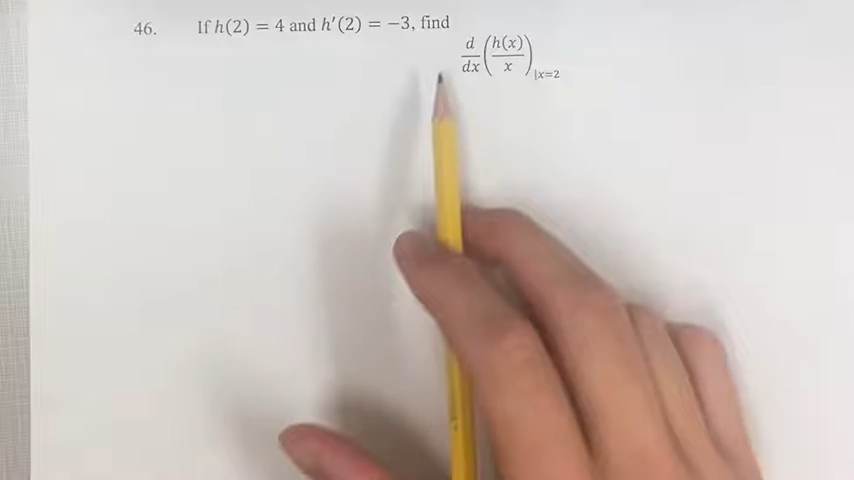 46. If h(2) = 4 and h′(2) = −3, find
d/dx (h(x)/x) |x=2